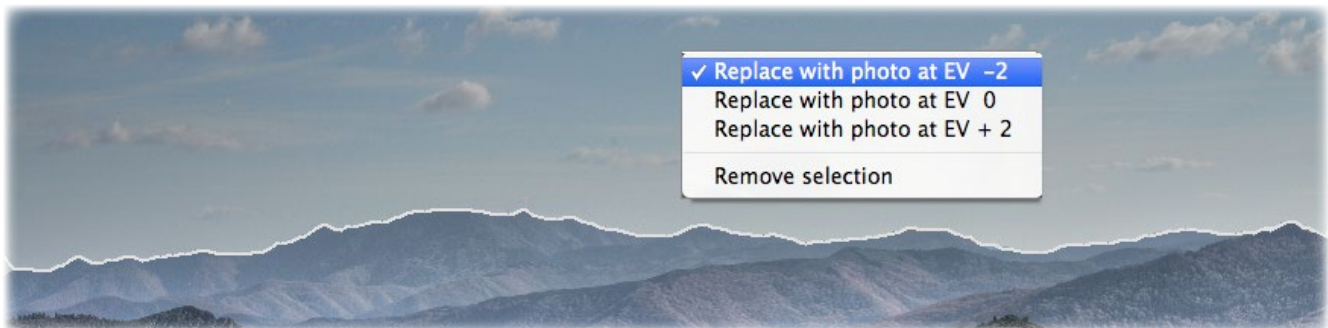 ✓ Replace with photo at EV -2
Replace with photo at EV 0
Replace with photo at EV + 2
Remove selection